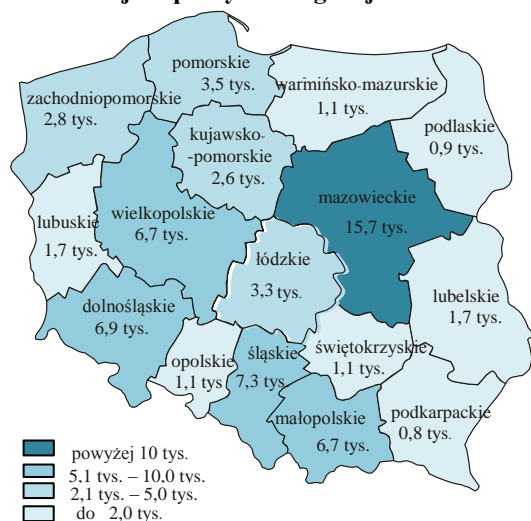 pomorskie
3,5 tys.
warmińsko-mazurskie
1,1 tys.
zachodniopomorskie
2,8 tys.
podlaskie
0,9 tys.
kujawsko-
-pomorskie
2,6 tys.
mazowieckie
15,7 tys.
wielkopolskie
6,7 tys.
lubuskie
1,7 tys.
łódzkie
3,3 tys.
lubelskie
1,7 tys.
dolnośląskie
6,9 tys.
opolskie
1,1 tys
śląskie
7,3 tys.
świętokrzyskie
1,1 tys.
małopolskie
6,7 tys.
podkarpackie
0,8 tys.
powyżej 10 tys.
5,1 tys. – 10,0 tys.
2,1 tys. – 5,0 tys.
do 2,0 tys.